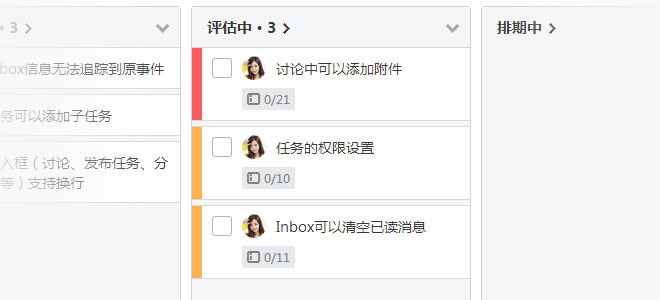 · 3
box信息无法追踪到原事件
务可以添加子任务
入框（讨论、发布任务、分
等）支持换行
评估中 · 3
讨论中可以添加附件
0/21
任务的权限设置
0/10
Inbox可以清空已读消息
0/11
排期中